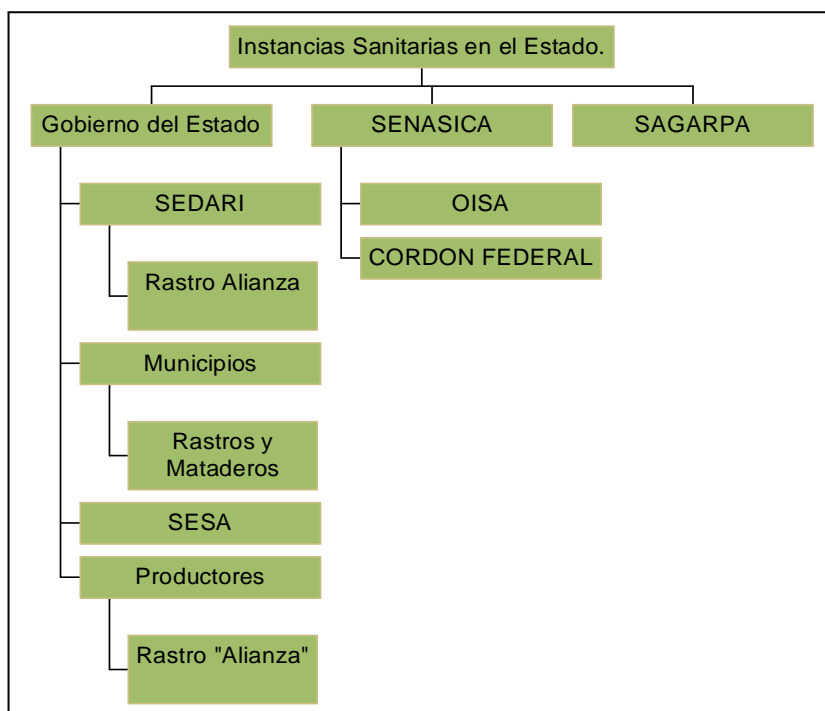 Instancias Sanitarias en el Estado.
Gobierno del Estado
SENASICA
SAGARPA
SEDARI
OISA
CORDON FEDERAL
Rastro Alianza
Municipios
Rastros y
Mataderos
SESA
Productores
Rastro "Alianza"